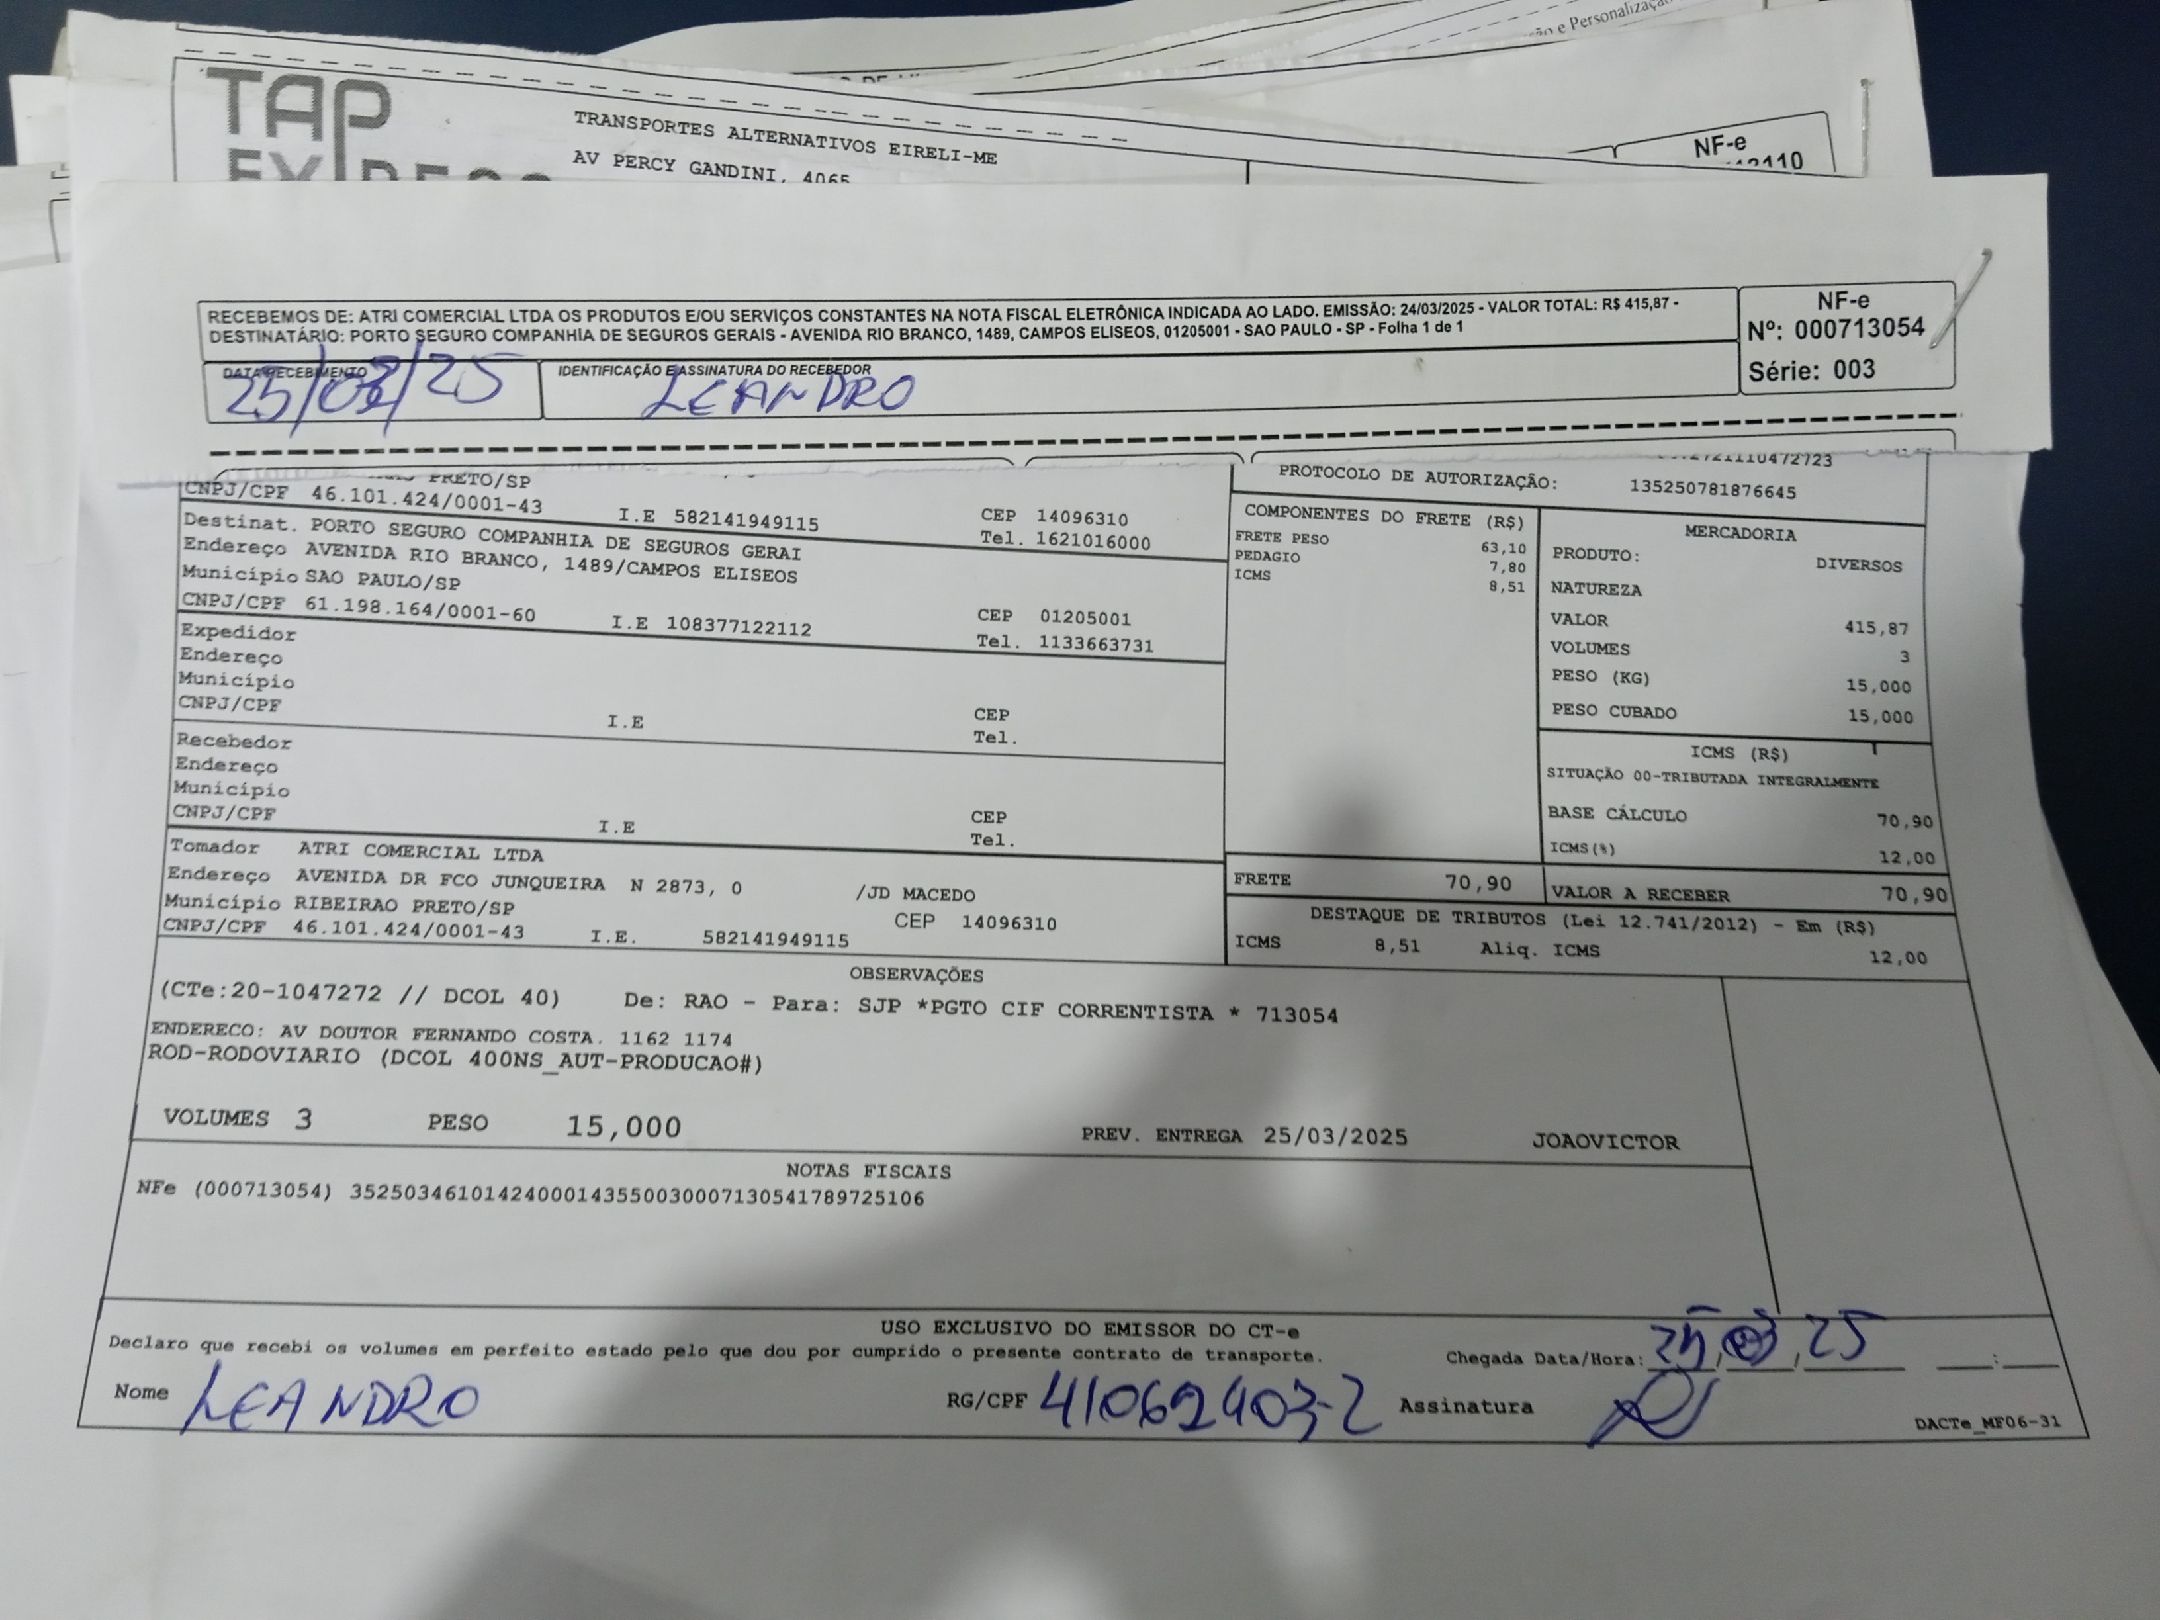 ão e Personalização
TAP
EXPRESS
TRANSPORTES ALTERNATIVOS EIRELI-ME
AV PERCY GANDINI, 4065
NF-e
RECEBEMOS DE: ATRI COMERCIAL LTDA OS PRODUTOS E/OU SERVIÇOS CONSTANTES NA NOTA FISCAL ELETRÔNICA INDICADA AO LADO. EMISSÃO: 24/03/2025 - VALOR TOTAL: R$ 415,87 -
DESTINATÁRIO: PORTO SEGURO COMPANHIA DE SEGUROS GERAIS - AVENIDA RIO BRANCO, 1489, CAMPOS ELISEOS, 01205001 - SAO PAULO - SP - Folha 1 de 1
NF-e
Nº: 000713054
Série: 003
DATA RECEBIMENTO
25/03/25
IDENTIFICAÇÃO E ASSINATURA DO RECEBEDOR
LEANDRO
PRETO/SP
CNPJ/CPF 46.101.424/0001-43 I.E 582141949115 CEP 14096310
Tel. 1621016000
Destinat. PORTO SEGURO COMPANHIA DE SEGUROS GERAI
Endereço AVENIDA RIO BRANCO, 1489/CAMPOS ELISEOS
Município SAO PAULO/SP CEP 01205001
CNPJ/CPF 61.198.164/0001-60 I.E 108377122112 Tel. 1133663731
Expedidor
Endereço
Município CEP
CNPJ/CPF I.E Tel.
Recebedor
Endereço
Município CEP
CNPJ/CPF I.E Tel.
Tomador ATRI COMERCIAL LTDA
Endereço AVENIDA DR FCO JUNQUEIRA N 2873, 0 /JD MACEDO
Município RIBEIRAO PRETO/SP CEP 14096310
CNPJ/CPF 46.101.424/0001-43 I.E. 582141949115
PROTOCOLO DE AUTORIZAÇÃO: 135250781876645
COMPONENTES DO FRETE (R$)
FRETE PESO 63,10
PEDAGIO 7,80
ICMS 8,51
MERCADORIA
PRODUTO: DIVERSOS
NATUREZA
VALOR 415,87
VOLUMES 3
PESO (KG) 15,000
PESO CUBADO 15,000
ICMS (R$)
SITUAÇÃO 00-TRIBUTADA INTEGRALMENTE
BASE CÁLCULO 70,90
ICMS(%) 12,00
FRETE 70,90 VALOR A RECEBER 70,90
DESTAQUE DE TRIBUTOS (Lei 12.741/2012) - Em (R$)
ICMS 8,51 Aliq. ICMS 12,00
OBSERVAÇÕES
(CTe:20-1047272 // DCOL 40) De: RAO - Para: SJP *PGTO CIF CORRENTISTA * 713054
ENDERECO: AV DOUTOR FERNANDO COSTA. 1162 1174
ROD-RODOVIARIO (DCOL 400NS_AUT-PRODUCAO#)
VOLUMES 3 PESO 15,000 PREV. ENTREGA 25/03/2025 JOAOVICTOR
NOTAS FISCAIS
NFe (000713054) 35250346101424000143550030007130541789725106
USO EXCLUSIVO DO EMISSOR DO CT-e
Declaro que recebi os volumes em perfeito estado pelo que dou por cumprido o presente contrato de transporte. Chegada Data/Hora: 25/03/25 :
Nome LEANDRO RG/CPF 41062403-2 Assinatura
DACTe_MF06-31